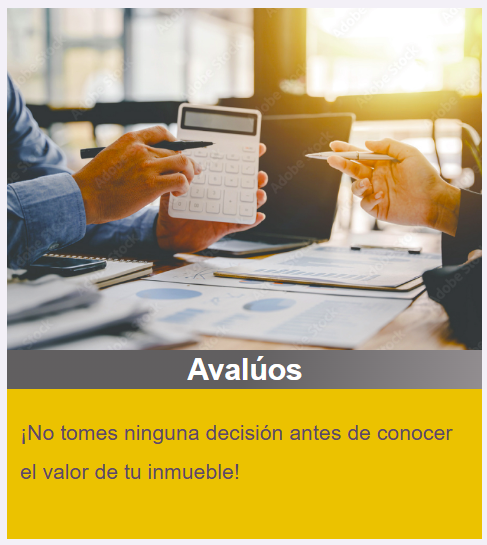 Avalúos
¡No tomes ninguna decisión antes de conocer
el valor de tu inmueble!